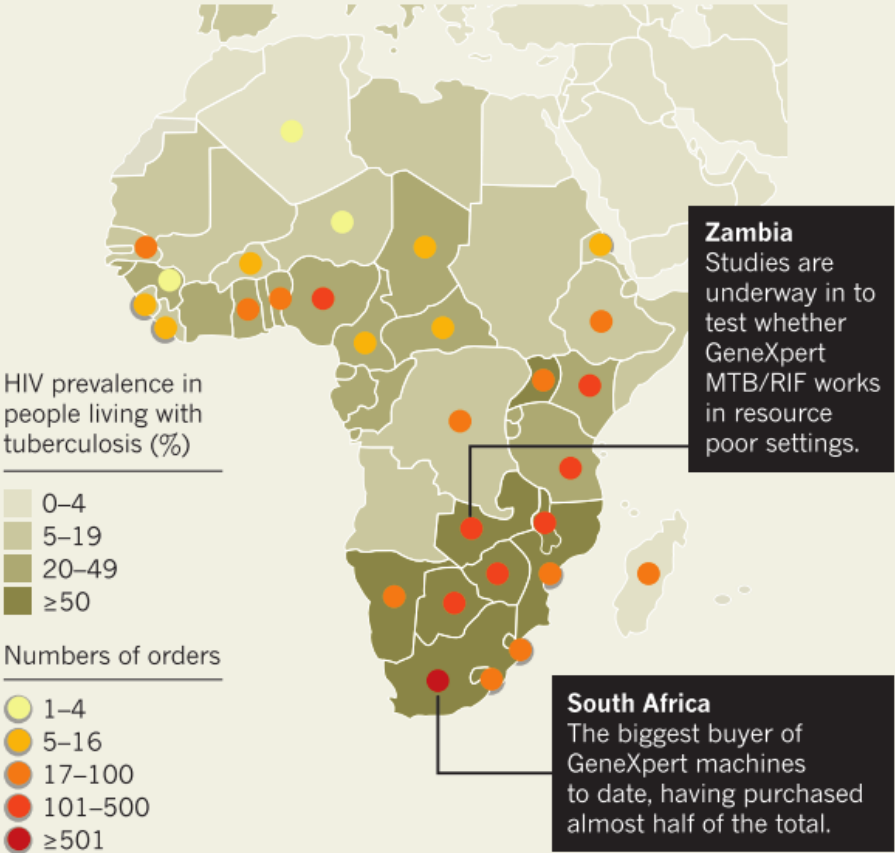 Zambia
Studies are
underway in to
test whether
GeneXpert
MTB/RIF works
in resource
poor settings.
HIV prevalence in
people living with
tuberculosis (%)
0–4
5–19
20–49
≥50
Numbers of orders
1–4
5–16
17–100
101–500
≥501
South Africa
The biggest buyer of
GeneXpert machines
to date, having purchased
almost half of the total.